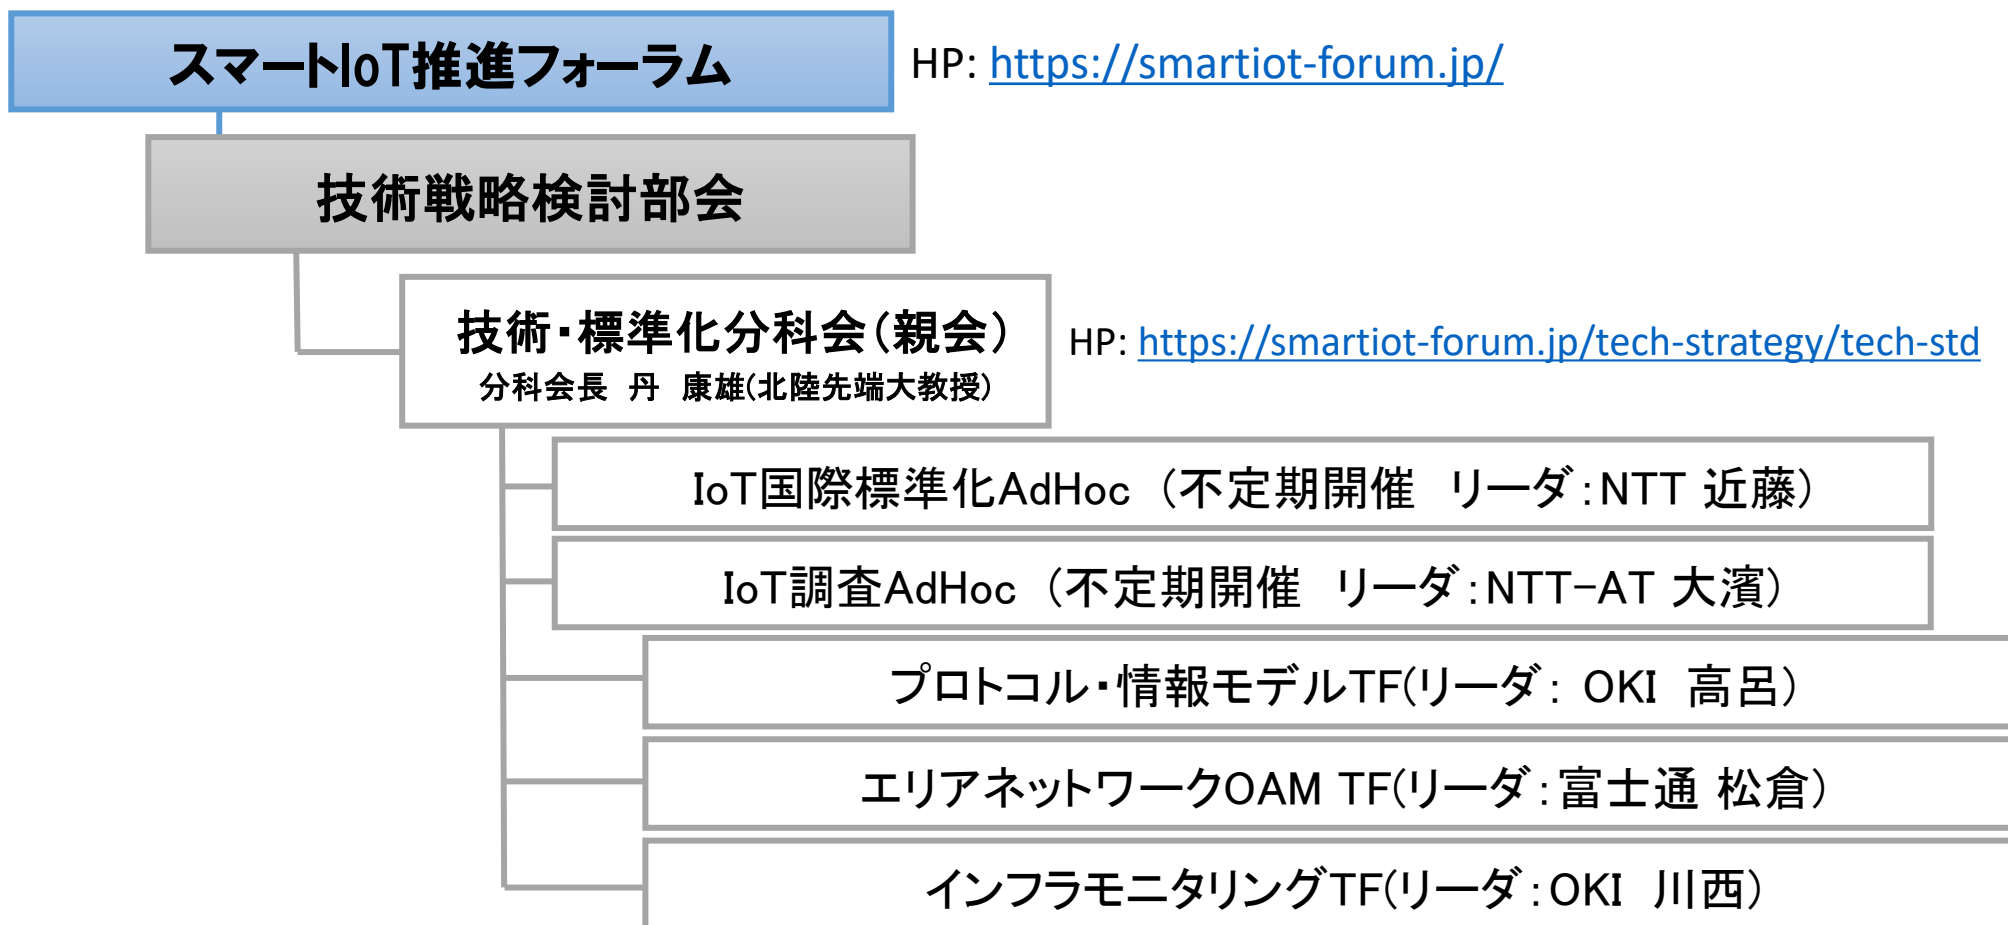 スマートIoT推進フォーラム HP: https://smartiot-forum.jp/
技術戦略検討部会
技術・標準化分科会(親会) HP: https://smartiot-forum.jp/tech-strategy/tech-std
分科会長 丹 康雄(北陸先端大教授)
IoT国際標準化AdHoc (不定期開催 リーダ:NTT 近藤)
IoT調査AdHoc (不定期開催 リーダ:NTT-AT 大濱)
プロトコル・情報モデルTF(リーダ: OKI 高呂)
エリアネットワークOAM TF(リーダ:富士通 松倉)
インフラモニタリングTF(リーダ:OKI 川西)